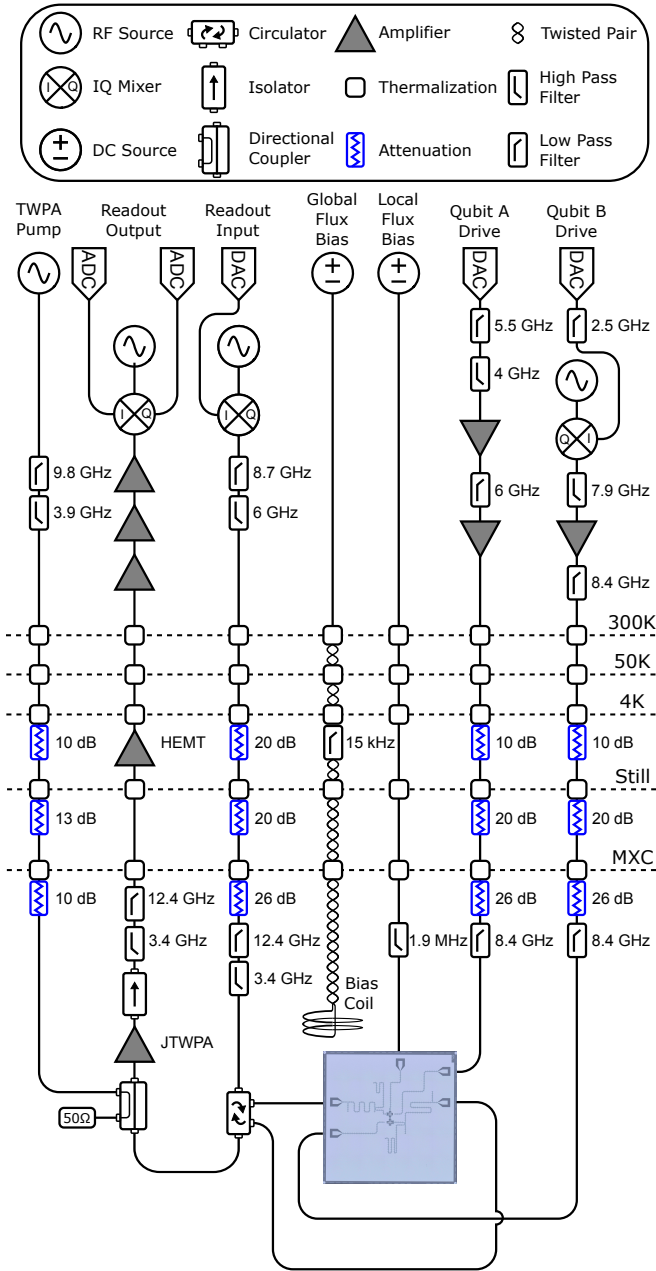 RF Source
Circulator
Amplifier
Twisted Pair
I Q
IQ Mixer
Isolator
Thermalization
High Pass
Filter
DC Source
Directional
Coupler
Attenuation
Low Pass
Filter
TWPA
Pump
Readout
Output
Readout
Input
Global
Flux
Bias
Local
Flux
Bias
Qubit A
Drive
Qubit B
Drive
ADC
ADC
DAC
DAC
DAC
5.5 GHz
2.5 GHz
4 GHz
I Q
I Q
Q I
9.8 GHz
8.7 GHz
6 GHz
7.9 GHz
3.9 GHz
6 GHz
8.4 GHz
300K
50K
4K
10 dB
HEMT
20 dB
15 kHz
10 dB
10 dB
Still
13 dB
20 dB
20 dB
20 dB
MXC
10 dB
12.4 GHz
26 dB
26 dB
26 dB
3.4 GHz
12.4 GHz
1.9 MHz
8.4 GHz
8.4 GHz
3.4 GHz
Bias
Coil
JTWPA
50Ω